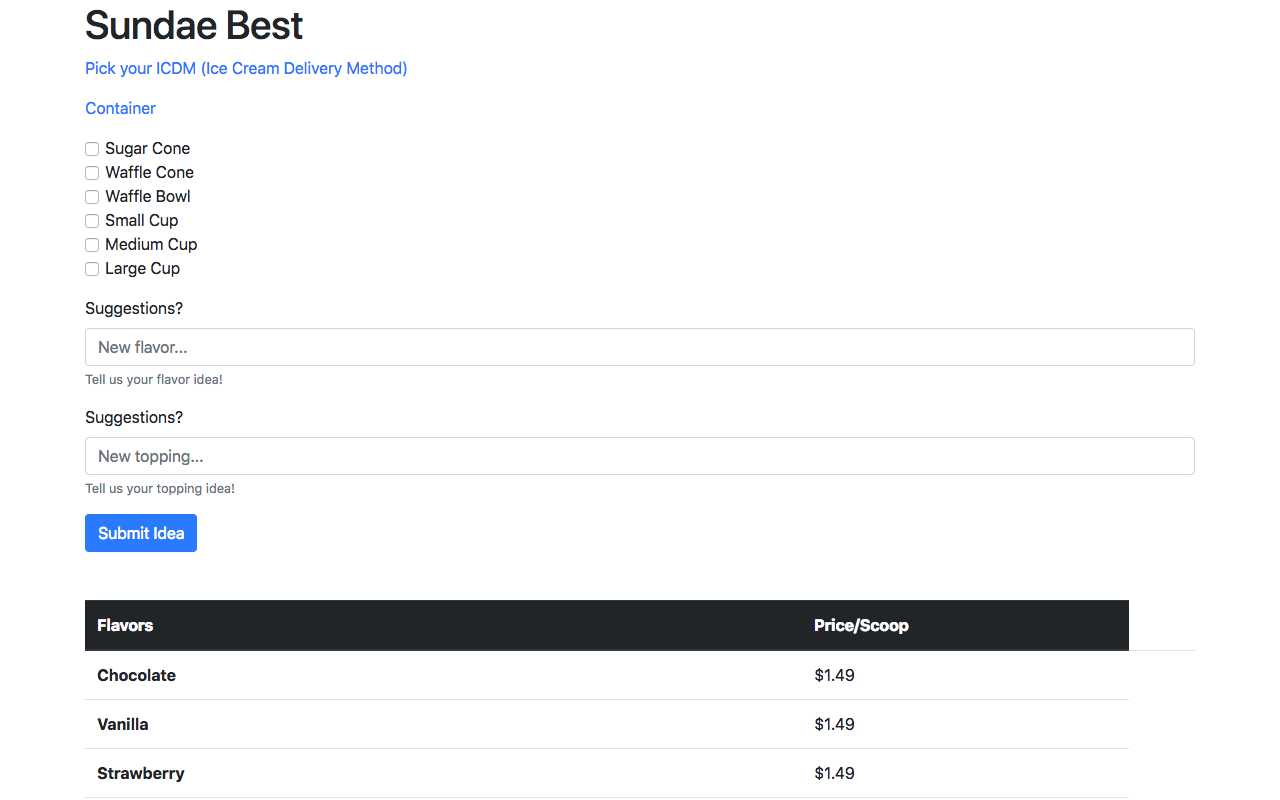 Sundae Best
Pick your ICDM (Ice Cream Delivery Method)
Container
Sugar Cone
Waffle Cone
Waffle Bowl
Small Cup
Medium Cup
Large Cup
Suggestions?
New flavor...
Tell us your flavor idea!
Suggestions?
New topping...
Tell us your topping idea!
Submit Idea
Flavors Price/Scoop
Chocolate $1.49
Vanilla $1.49
Strawberry $1.49